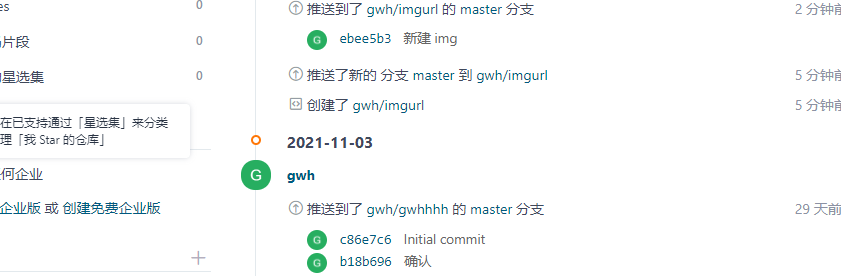 es
0
片段
0
星选集
0
在已支持通过「星选集」来分类
理「我 Star 的仓库」
何企业
企业版 或 创建免费企业版
推送到了 gwh/imgurl 的 master 分支
2 分钟前
G ebee5b3 新建 img
推送了新的 分支 master 到 gwh/imgurl
5 分钟前
创建了 gwh/imgurl
5 分钟前
2021-11-03
G gwh
推送到了 gwh/gwhhhh 的 master 分支
29 天前
G c86e7c6 Initial commit
G b18b696 确认